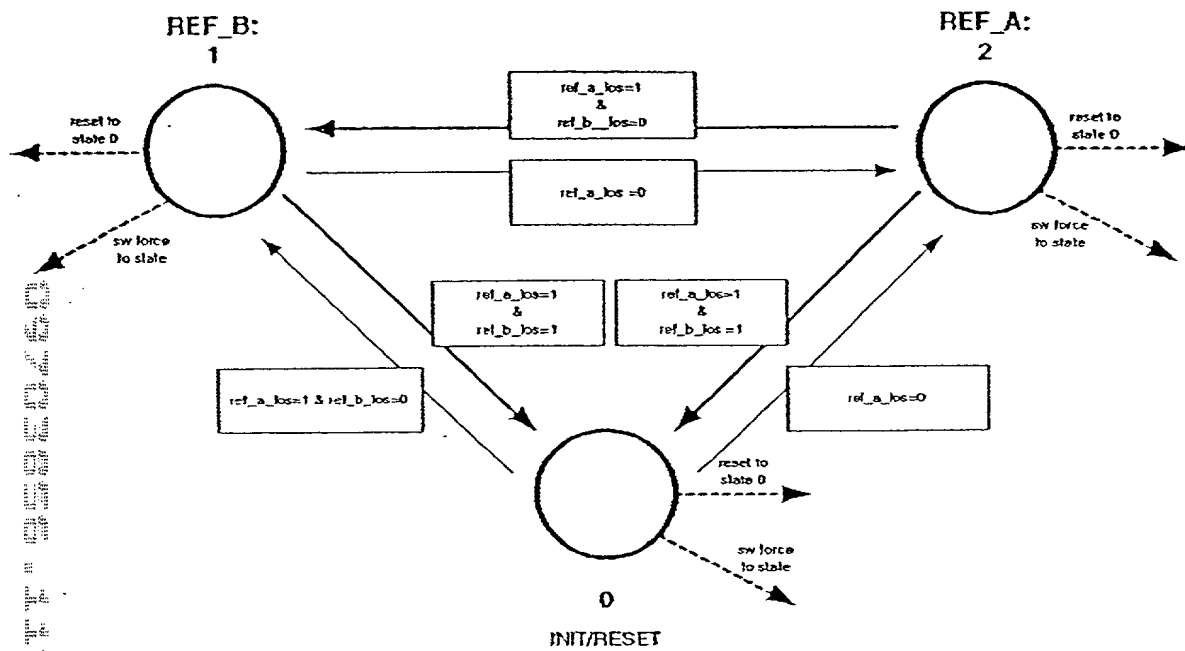 REF_B:
1
REF_A:
2
ref_a_los=1
&
ref_b__los=0
reset to
state 0
reset to
state 0
ref_a_los =0
sw force
to state
sw force
to state
ref_a_los=1
&
ref_b_los=1
ref_a_los=1
&
ref_b_los =1
ref_a_los=1 & ref_b_los=0
ref_a_los=0
reset to
state 0
sw force
to state
0
INIT/RESET